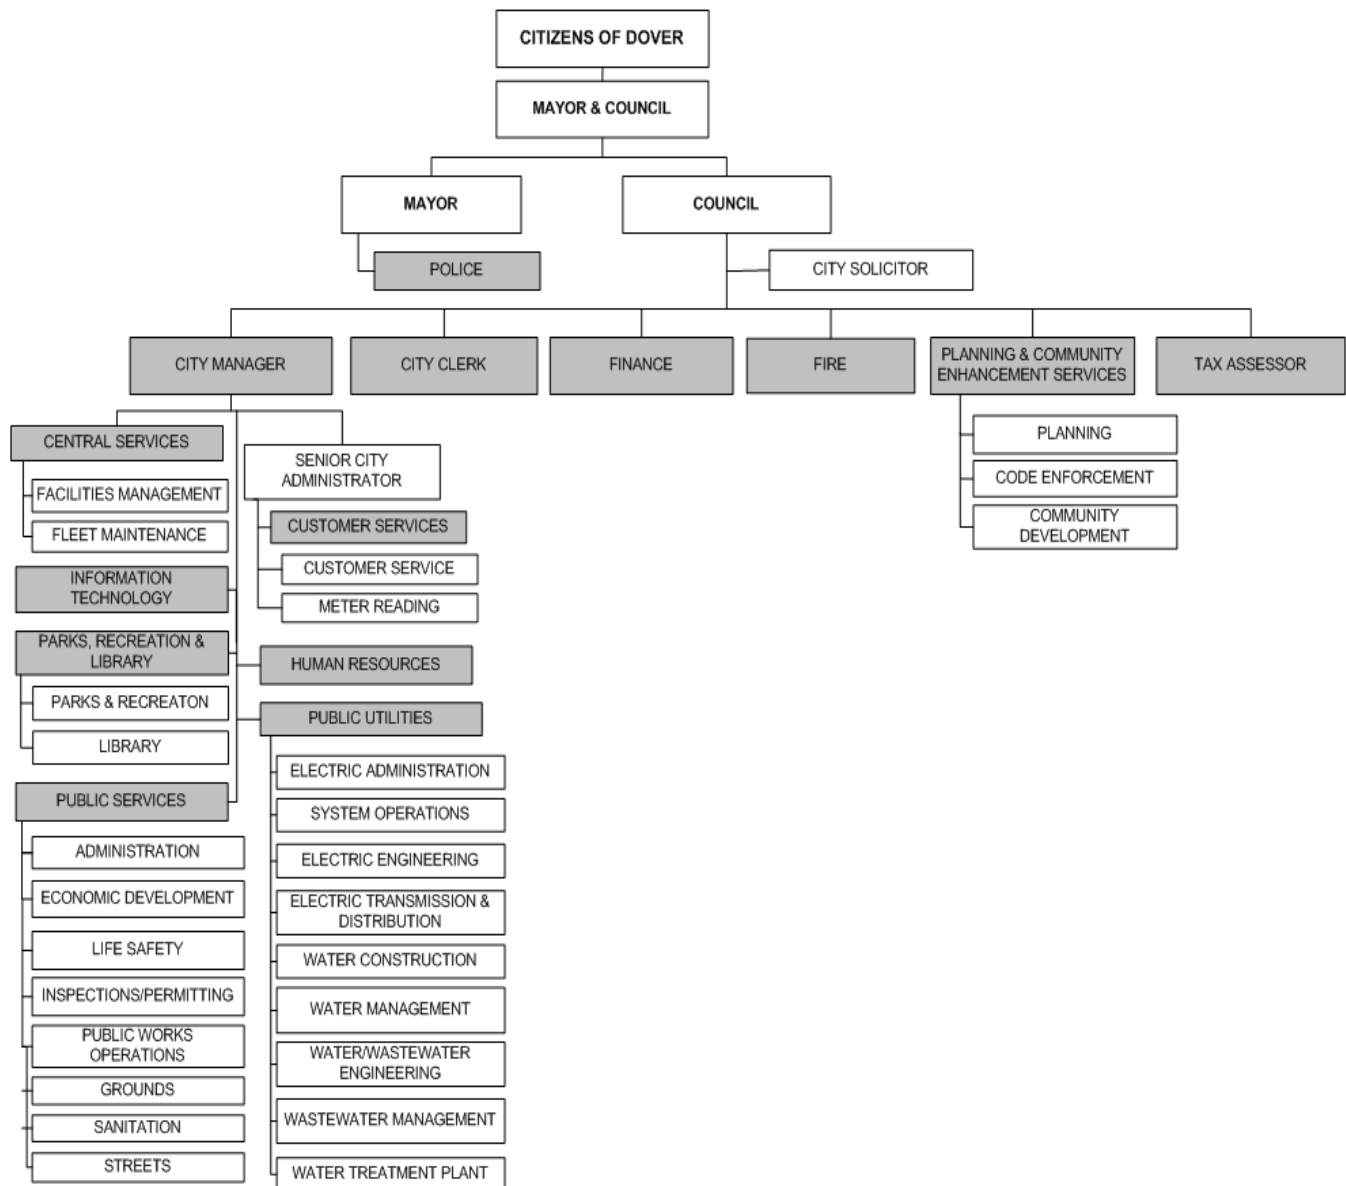 CITIZENS OF DOVER
MAYOR & COUNCIL
MAYOR
COUNCIL
POLICE
CITY SOLICITOR
CITY MANAGER
CITY CLERK
FINANCE
FIRE
PLANNING & COMMUNITY
ENHANCEMENT SERVICES
TAX ASSESSOR
CENTRAL SERVICES
FACILITIES MANAGEMENT
FLEET MAINTENANCE
INFORMATION
TECHNOLOGY
PARKS, RECREATION &
LIBRARY
PARKS & RECREATON
LIBRARY
PUBLIC SERVICES
ADMINISTRATION
ECONOMIC DEVELOPMENT
LIFE SAFETY
INSPECTIONS/PERMITTING
PUBLIC WORKS
OPERATIONS
GROUNDS
SANITATION
STREETS
SENIOR CITY
ADMINISTRATOR
CUSTOMER SERVICES
CUSTOMER SERVICE
METER READING
HUMAN RESOURCES
PUBLIC UTILITIES
ELECTRIC ADMINISTRATION
SYSTEM OPERATIONS
ELECTRIC ENGINEERING
ELECTRIC TRANSMISSION &
DISTRIBUTION
WATER CONSTRUCTION
WATER MANAGEMENT
WATER/WASTEWATER
ENGINEERING
WASTEWATER MANAGEMENT
WATER TREATMENT PLANT
PLANNING
CODE ENFORCEMENT
COMMUNITY
DEVELOPMENT